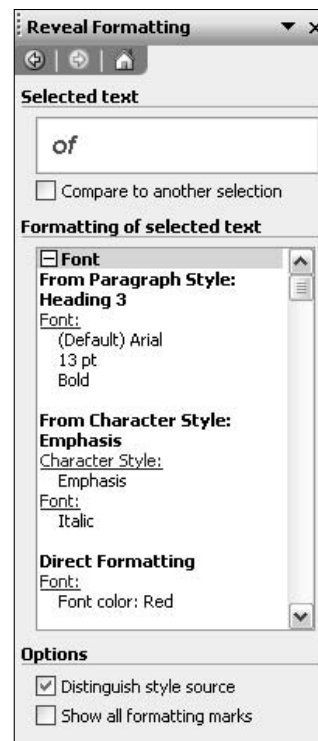 Reveal Formatting
Selected text
of
Compare to another selection
Formatting of selected text
Font
From Paragraph Style:
Heading 3
Font:
(Default) Arial
13 pt
Bold
From Character Style:
Emphasis
Character Style:
Emphasis
Font:
Italic
Direct Formatting
Font:
Font color: Red
Options
Distinguish style source
Show all formatting marks